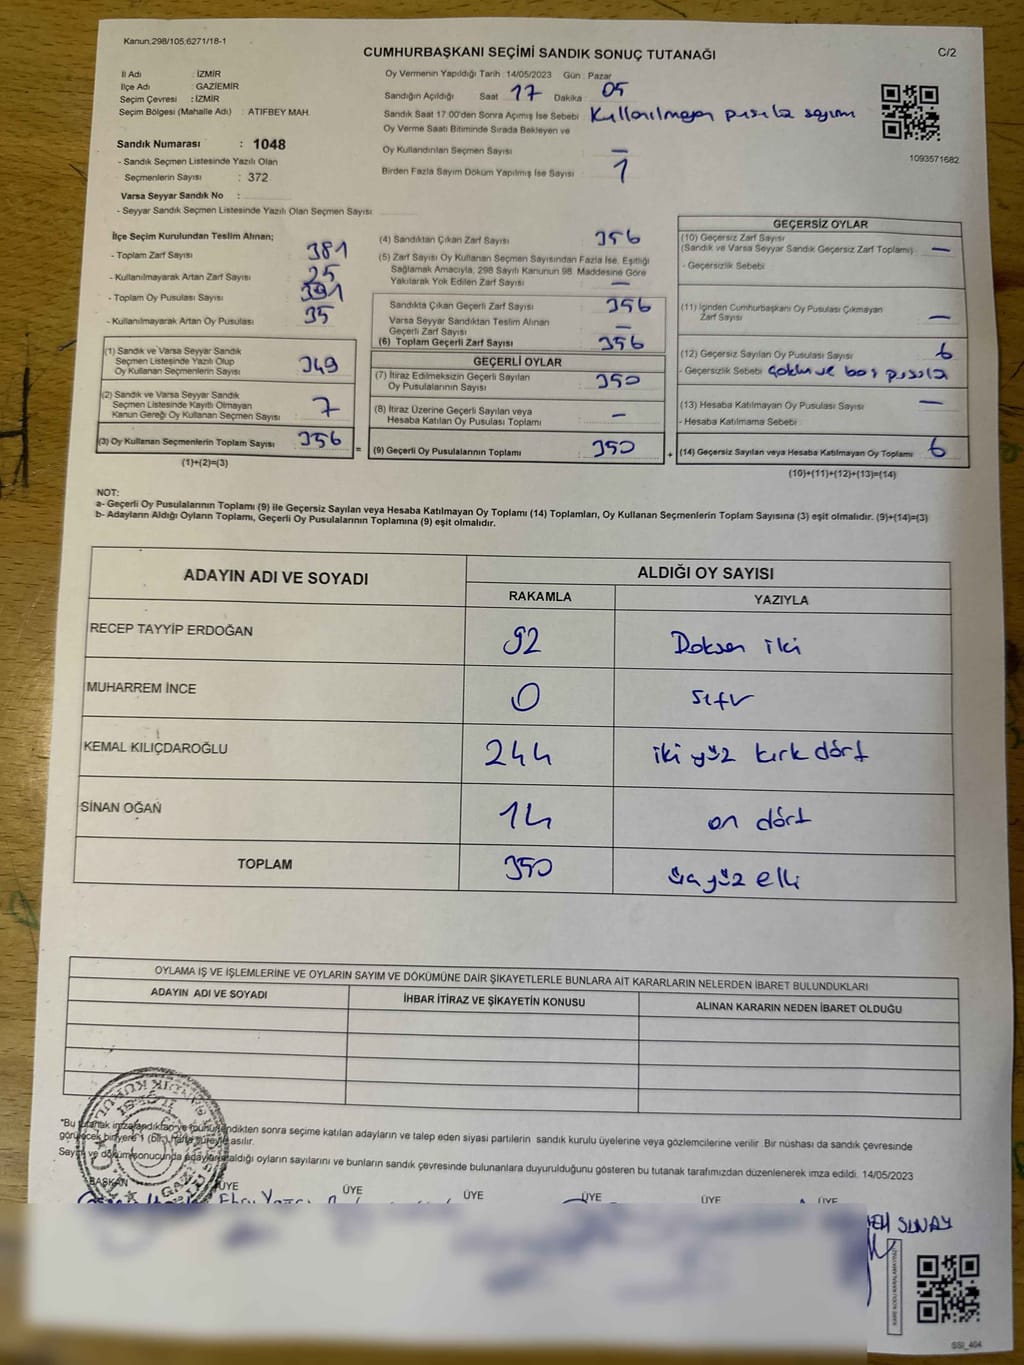 Kanun,298/105;6271/18-1
CUMHURBAŞKANI SEÇİMİ SANDIK SONUÇ TUTANAĞI
C/2
İl Adı : İZMİR
İlçe Adı : GAZİEMİR
Seçim Çevresi : İZMİR
Seçim Bölgesi (Mahalle Adı) : ATIFBEY MAH.
Oy Vermenin Yapıldığı Tarih : 14/05/2023 Gün : Pazar
Sandığın Açıldığı Saat 17 Dakika 05
Sandık Saat 17.00'den Sonra Açımış İse Sebebi : Kullanılmayan pusula sayım
Oy Verme Saati Bitiminde Sırada Bekleyen ve
Oy Kullandırılan Seçmen Sayısı : —
Birden Fazla Sayım Döküm Yapılmış İse Sayısı : 1
1093571682
Sandık Numarası : 1048
- Sandık Seçmen Listesinde Yazılı Olan
Seçmenlerin Sayısı : 372
Varsa Seyyar Sandık No :
- Seyyar Sandık Seçmen Listesinde Yazılı Olan Seçmen Sayısı:
İlçe Seçim Kurulundan Teslim Alınan;
- Toplam Zarf Sayısı : 381
- Kullanılmayarak Artan Zarf Sayısı : 25
- Toplam Oy Pusulası Sayısı : 391
- Kullanılmayarak Artan Oy Pusulası : 35
(1) Sandık ve Varsa Seyyar Sandık
Seçmen Listesinde Yazılı Olup
Oy Kullanan Seçmenlerin Sayısı : 349
(2) Sandık ve Varsa Seyyar Sandık
Seçmen Listesinde Kayıtlı Olmayan
Kanun Gereği Oy Kullanan Seçmen Sayısı : 7
(3) Oy Kullanan Seçmenlerin Toplam Sayısı : 356
(1)+(2)=(3)
(4) Sandıktan Çıkan Zarf Sayısı : 356
(5) Zarf Sayısı Oy Kullanan Seçmen Sayısından Fazla İse, Eşitliği
Sağlamak Amacıyla, 298 Sayılı Kanunun 98. Maddesine Göre
Yakılarak Yok Edilen Zarf Sayısı : —
Sandıkta Çıkan Geçerli Zarf Sayısı : 356
Varsa Seyyar Sandıktan Teslim Alınan
Geçerli Zarf Sayısı : —
(6) Toplam Geçerli Zarf Sayısı : 356
GEÇERLİ OYLAR
(7) İtiraz Edilmeksizin Geçerli Sayılan
Oy Pusulalarının Sayısı : 350
(8) İtiraz Üzerine Geçerli Sayılan veya
Hesaba Katılan Oy Pusulası Toplamı : —
= (9) Geçerli Oy Pusulalarının Toplamı : 350
GEÇERSİZ OYLAR
(10) Geçersiz Zarf Sayısı
(Sandık ve Varsa Seyyar Sandık Geçersiz Zarf Toplamı) : —
- Geçersizlik Sebebi :
(11) İçinden Cumhurbaşkanı Oy Pusulası Çıkmayan
Zarf Sayısı : —
(12) Geçersiz Sayılan Oy Pusulası Sayısı : 6
- Geçersizlik Sebebi : çoklu ve boş pusula
(13) Hesaba Katılmayan Oy Pusulası Sayısı : —
- Hesaba Katılmama Sebebi :
+ (14) Geçersiz Sayılan veya Hesaba Katılmayan Oy Toplamı : 6
(10)+(11)+(12)+(13)=(14)
NOT:
a- Geçerli Oy Pusulalarının Toplamı (9) ile Geçersiz Sayılan veya Hesaba Katılmayan Oy Toplamı (14) Toplamları, Oy Kullanan Seçmenlerin Toplam Sayısına (3) eşit olmalıdır. (9)+(14)=(3)
b- Adayların Aldığı Oyların Toplamı, Geçerli Oy Pusulalarının Toplamına (9) eşit olmalıdır.
ADAYIN ADI VE SOYADI
ALDIĞI OY SAYISI
RAKAMLA YAZIYLA
RECEP TAYYİP ERDOĞAN 92 Doksan iki
MUHARREM İNCE 0 sıfır
KEMAL KILIÇDAROĞLU 244 iki yüz kırk dört
SİNAN OĞAN 14 on dört
TOPLAM 350 üçyüz elli
OYLAMA İŞ VE İŞLEMLERİNE VE OYLARIN SAYIM VE DÖKÜMÜNE DAİR ŞİKAYETLERLE BUNLARA AİT KARARLARIN NELERDEN İBARET BULUNDUKLARI
ADAYIN ADI VE SOYADI İHBAR İTİRAZ VE ŞİKAYETİN KONUSU ALINAN KARARIN NEDEN İBARET OLDUĞU
*Bu tutanak imzalandıktan ve mühürlendikten sonra seçime katılan adayların ve talep eden siyasi partilerin sandık kurulu üyelerine veya gözlemcilerine verilir. Bir nüshası da sandık çevresinde
görülecek bir yere 1 (bir) hafta süreyle asılır.
Seyim ve döküm sonucunda adayların aldığı oyların sayılarını ve bunların sandık çevresinde bulunanlara duyurulduğunu gösteren bu tutanak tarafımızdan düzenlenerek imza edildi. 14/05/2023
BAŞKAN ÜYE ÜYE ÜYE ÜYE ÜYE ÜYE
SINAY
SSI_404